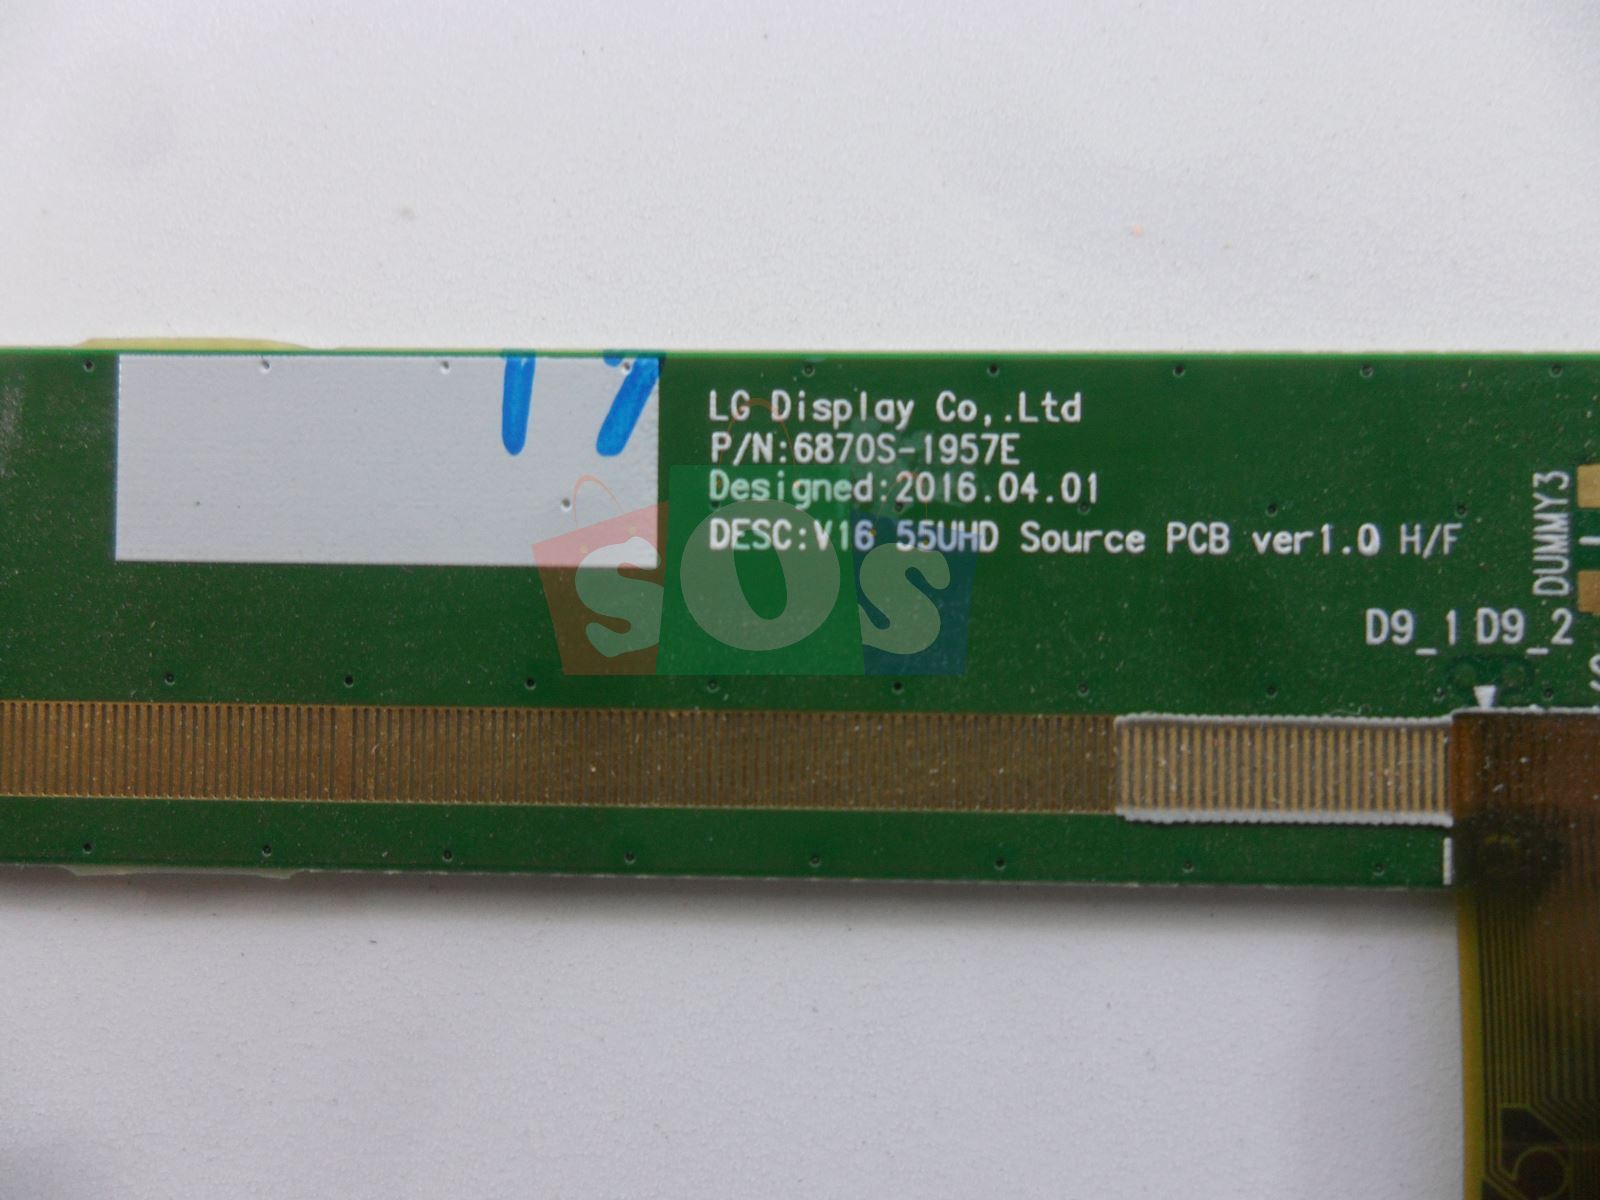 17
LG Display Co,.Ltd
P/N:6870S-1957E
Designed:2016.04.01
DESC:V16 55UHD Source PCB ver1.0 H/F
DUMMY3
D9_1 D9_2
SOS